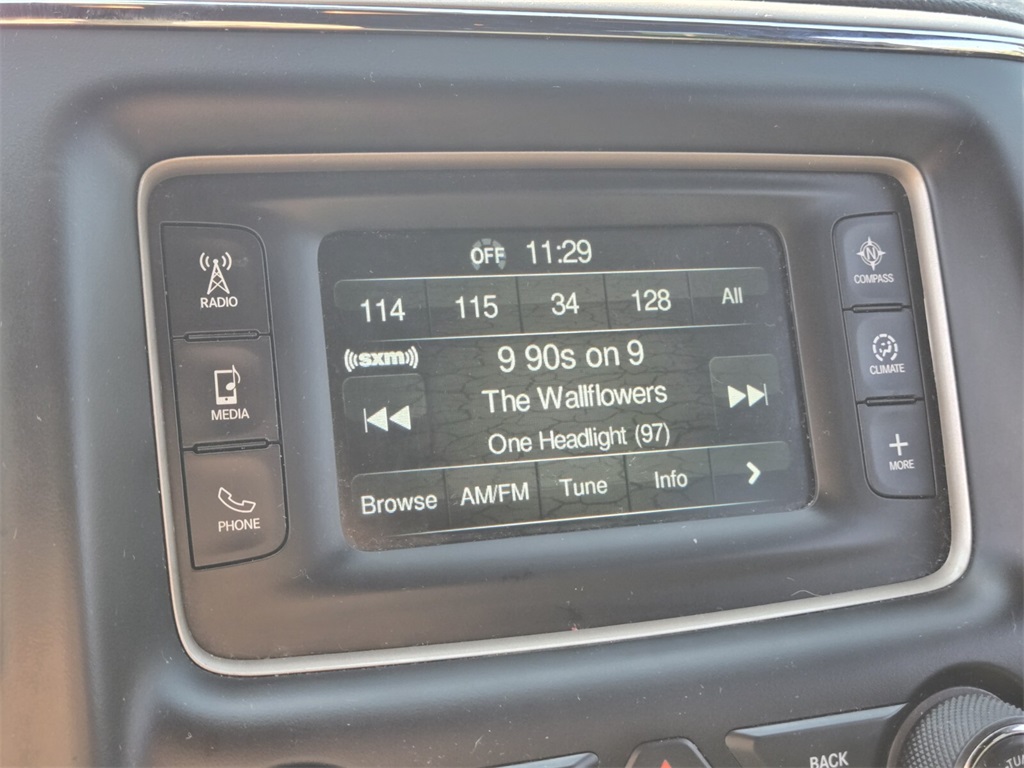 OFF 11:29
114 115 34 128 All
((sxm))
9 90s on 9
The Wallflowers
One Headlight (97)
Browse AM/FM Tune Info
RADIO
MEDIA
PHONE
N
COMPASS
CLIMATE
+
MORE
BACK